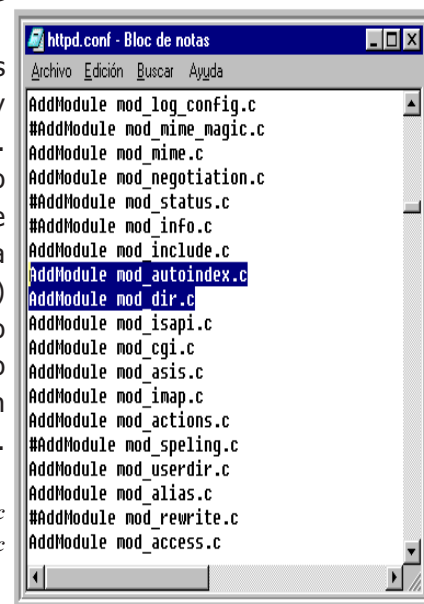 httpd.conf - Bloc de notas
Archivo Edición Buscar Ayuda
AddModule mod_log_config.c
#AddModule mod_mime_magic.c
AddModule mod_mime.c
AddModule mod_negotiation.c
#AddModule mod_status.c
#AddModule mod_info.c
AddModule mod_include.c
AddModule mod_autoindex.c
AddModule mod_dir.c
AddModule mod_isapi.c
AddModule mod_cgi.c
AddModule mod_asis.c
AddModule mod_imap.c
AddModule mod_actions.c
#AddModule mod_speling.c
AddModule mod_userdir.c
AddModule mod_alias.c
#AddModule mod_rewrite.c
AddModule mod_access.c